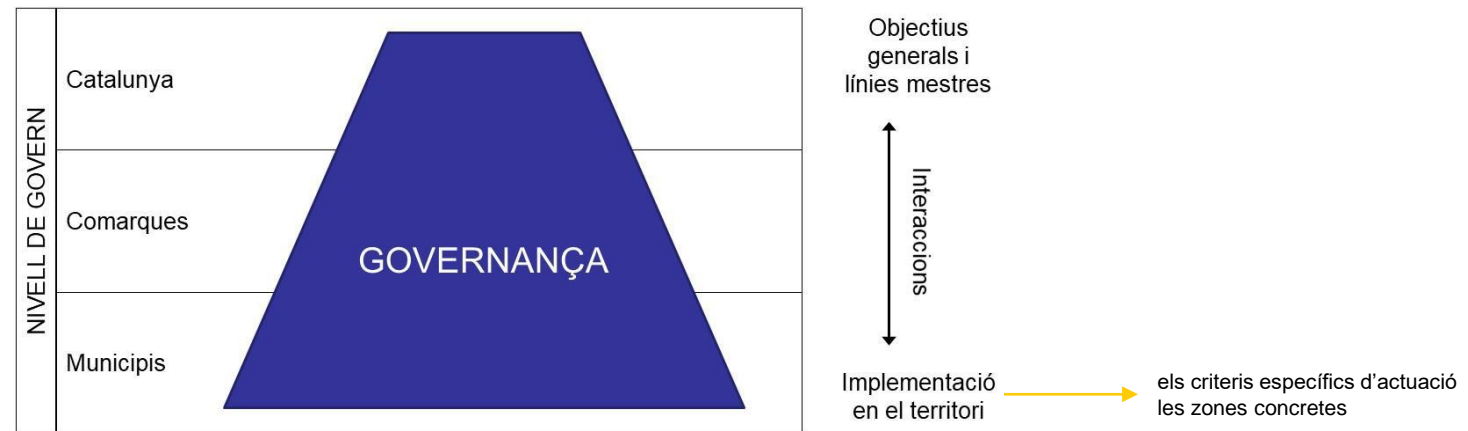 NIVELL DE GOVERN
Catalunya
Comarques
Municipis
GOVERNANÇA
Objectius
generals i
línies mestres
Interaccions
Implementació
en el territori
els criteris específics d’actuació
les zones concretes